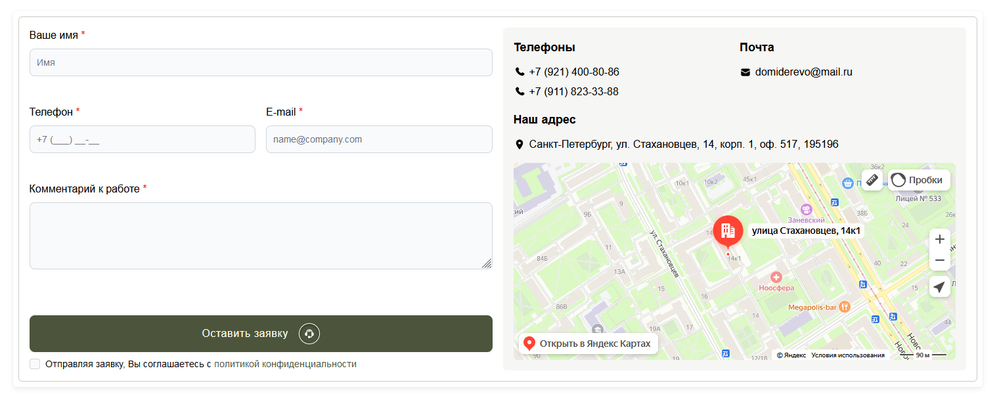 Ваше имя *
Имя
Телефон *
E-mail *
+7 (___) __-__
name@company.com
Комментарий к работе *
Оставить заявку
Отправляя заявку, Вы соглашаетесь с политикой конфиденциальности
Телефоны
+7 (921) 400-80-86
+7 (911) 823-33-88
Почта
domiderevo@mail.ru
Наш адрес
Санкт-Петербург, ул. Стахановцев, 14, корп. 1, оф. 517, 195196
36к2
10к1
10к2
45к1
Пробки
Лицей № 533
9
9Б
ский
Заневский
38Б
26к
24
улица Стахановцев, 14к1
14к1
11
84Б
13А
ул. Стахановцев
40
22
15
Ноосфера
15
16
Megapolis-bar
86В
14
19А
17
44
Открыть в Яндекс Картах
90
12/18
© Яндекс
Условия использования
90 м